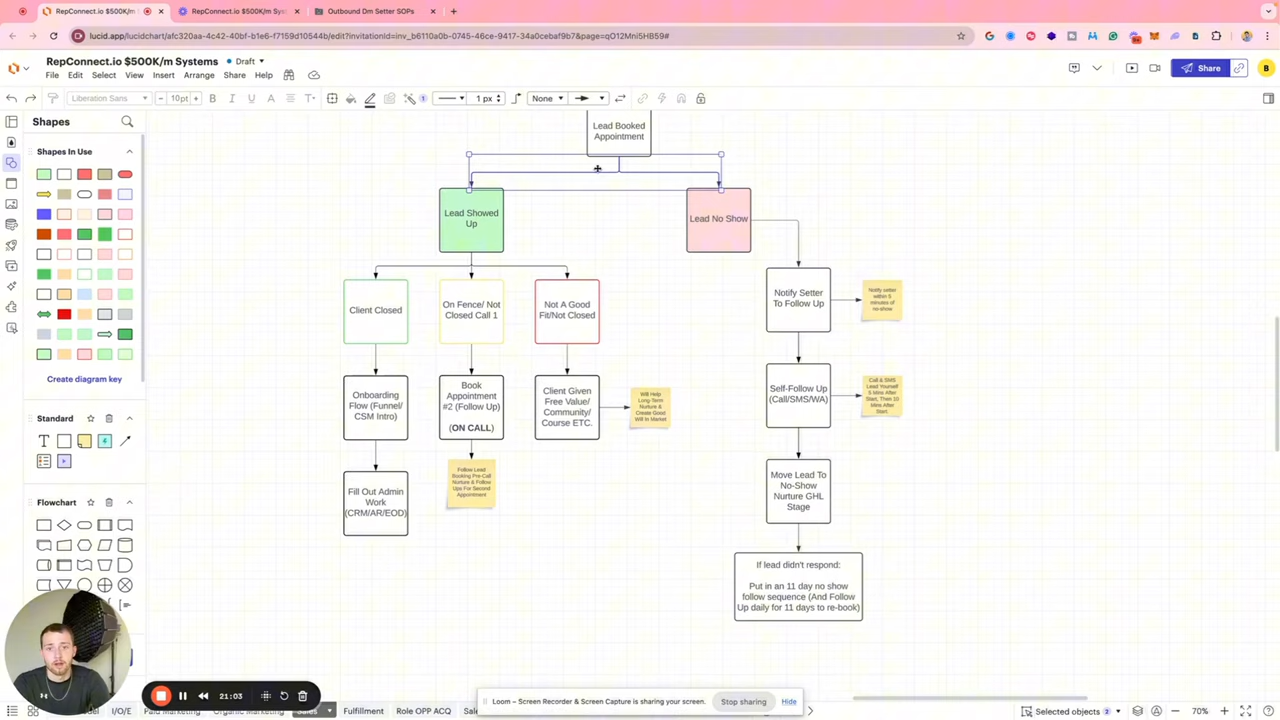 RepConnect.io $500K/m
RepConnect.io $500K/m Syste
Outbound Dm Setter SOPs
lucid.app/lucidchart/afc320aa-4c42-40bf-b1e6-f7159d10544b/edit?invitationId=inv_b6110a0b-0745-46ce-9417-34a0cebaf9b7&page=qO12Mni5HB59#
RepConnect.io $500K/m Systems
Draft
File Edit Select View Insert Arrange Share Help
Share
B
Liberation Sans
10pt
1 px
None
Shapes
Shapes In Use
Create diagram key
Standard
Flowchart
Lead Booked
Appointment
Lead Showed
Up
Lead No Show
Client Closed
On Fence/ Not
Closed Call 1
Not A Good
Fit/Not Closed
Notify Setter
To Follow Up
Notify setter
within 5
minutes of
no-show
Onboarding
Flow (Funnel/
CSM Intro)
Book
Appointment
#2 (Follow Up)
(ON CALL)
Client Given
Free Value/
Community/
Course ETC.
Will Help
Long-Term
Nurture &
Create Good
Will In Market
Self-Follow Up
(Call/SMS/WA)
Call & SMS
Lead Yourself
5 Mins After
Start, Then 10
Mins After
Start.
Fill Out Admin
Work
(CRM/AR/EOD)
Follow Lead
Booking Pre-Call
Nurture & Follow
Ups For Second
Appointment
Move Lead To
No-Show
Nurture GHL
Stage
If lead didn't respond:
Put in an 11 day no show
follow sequence (And Follow
Up daily for 11 days to re-book)
21:03
Loom – Screen Recorder & Screen Capture is sharing your screen.
Stop sharing
Hide
I/O/E
Paid Marketing
Organic Marketing
Sales
Fulfillment
Role OPP ACQ
Selected objects 2
70%